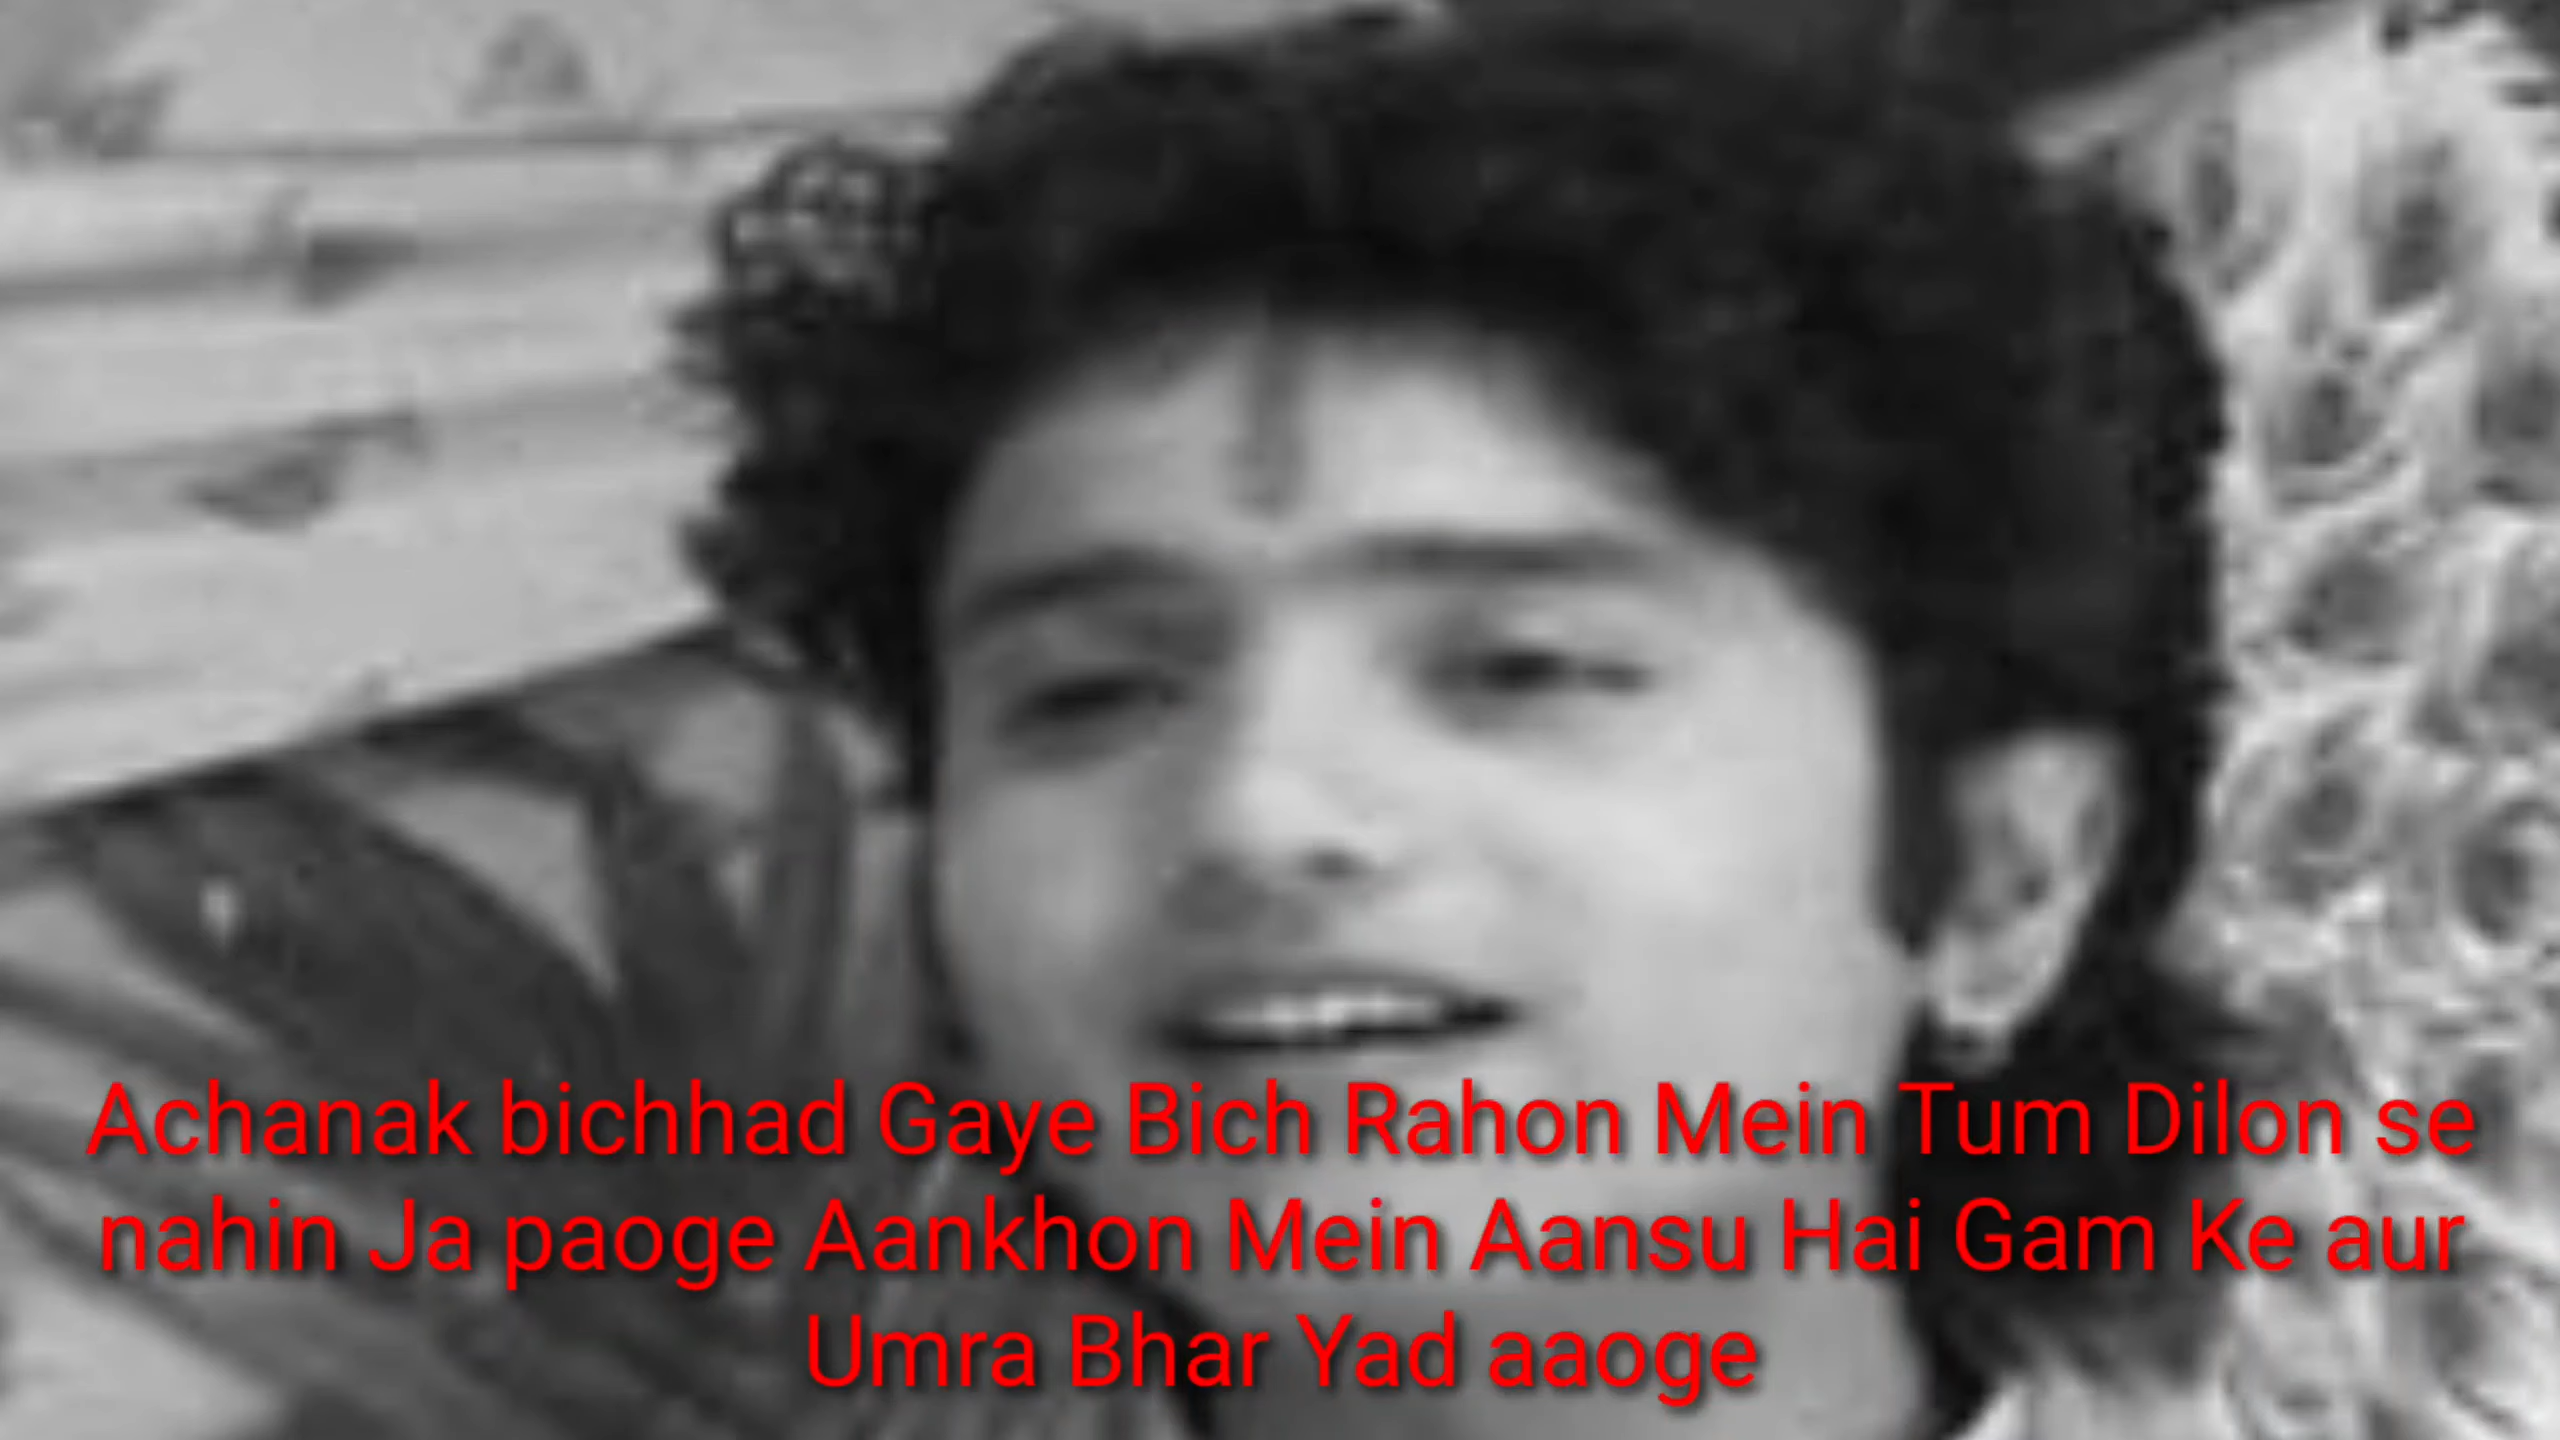 Achanak bichhad Gaye Bich Rahon Mein Tum Dilon se
nahin Ja paoge Aankhon Mein Aansu Hai Gam Ke aur
Umra Bhar Yad aaoge